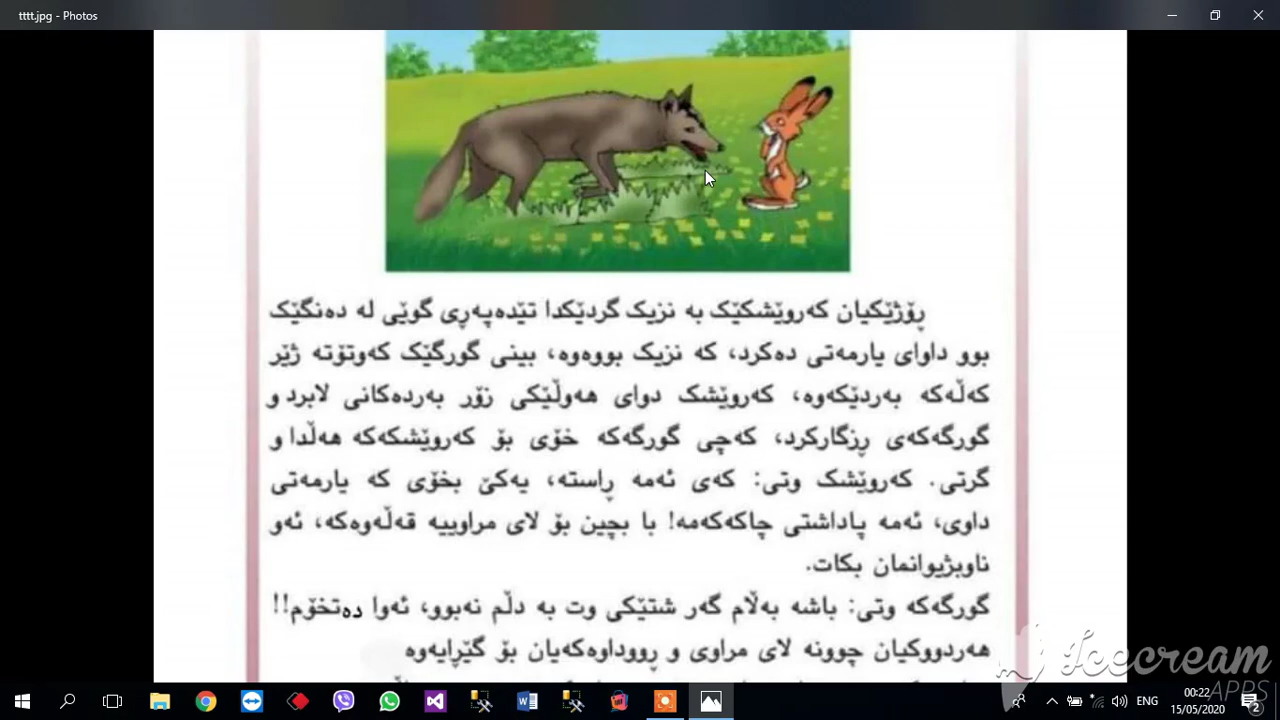 tttt.jpg - Photos
ڕۆژێکیان کەروێشکێک بە نزیک گردێکدا تێدەپەڕی گوێی لە دەنگێک
بوو داوای یارمەتی دەکرد، کە نزیک بووەوە، بینی گورگێک کەوتۆتە ژێر
کەڵەکە بەردێکەوە، کەروێشک دوای هەوڵێکی زۆر بەردەکانی لابرد و
گورگەکەی ڕزگارکرد، کەچی گورگەکە خۆی بۆ کەروێشکەکە هەڵدا و
گرتی. کەروێشک وتی: کەی ئەمە ڕاستە، یەکێ بخۆی کە یارمەتی
داوی، ئەمە پاداشتی چاکەکەمە! با بچین بۆ لای مراوییە قەڵەوەکە، ئەو
ناوبژیوانمان بکات.
گورگەکە وتی: باشە بەڵام گەر شتێکی وت بە دڵم نەبوو، ئەوا دەتخۆم!!
هەردووکیان چوونە لای مراوی و ڕووداوەکەیان بۆ گێڕایەوە
Icecream
APPS
ENG
00:22
15/05/2020
2